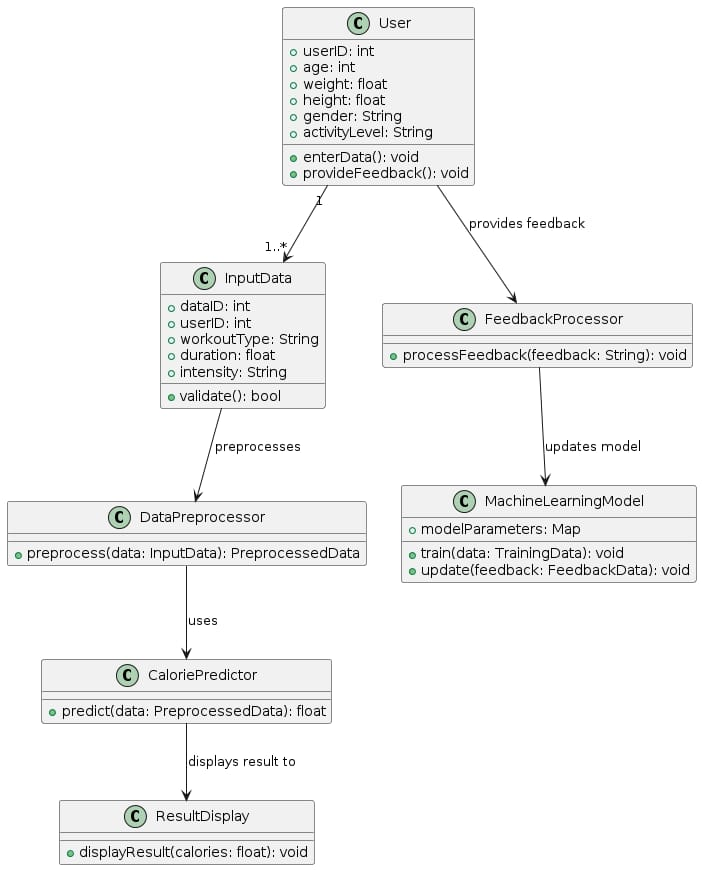 C User
userID: int
age: int
weight: float
height: float
gender: String
activityLevel: String
enterData(): void
provideFeedback(): void
1
provides feedback
1..*
C InputData
dataID: int
userID: int
workoutType: String
duration: float
intensity: String
validate(): bool
C FeedbackProcessor
processFeedback(feedback: String): void
preprocesses
updates model
C DataPreprocessor
preprocess(data: InputData): PreprocessedData
C MachineLearningModel
modelParameters: Map
train(data: TrainingData): void
update(feedback: FeedbackData): void
uses
C CaloriePredictor
predict(data: PreprocessedData): float
displays result to
C ResultDisplay
displayResult(calories: float): void